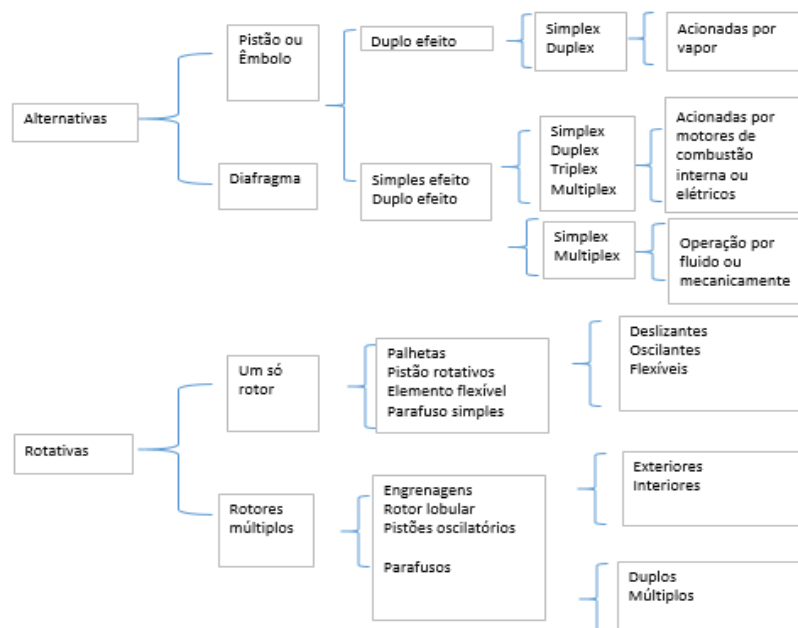 Alternativas
Pistão ou
Êmbolo
Diafragma
Duplo efeito
Simplex
Duplex
Acionadas por
vapor
Simples efeito
Duplo efeito
Simplex
Duplex
Triplex
Multiplex
Acionadas por
motores de
combustão
interna ou
elétricos
Simplex
Multiplex
Operação por
fluido ou
mecanicamente
Rotativas
Um só
rotor
Palhetas
Pistão rotativos
Elemento flexível
Parafuso simples
Deslizantes
Oscilantes
Flexíveis
Rotores
múltiplos
Engrenagens
Rotor lobular
Pistões oscilatórios
Parafusos
Exteriores
Interiores
Duplos
Múltiplos